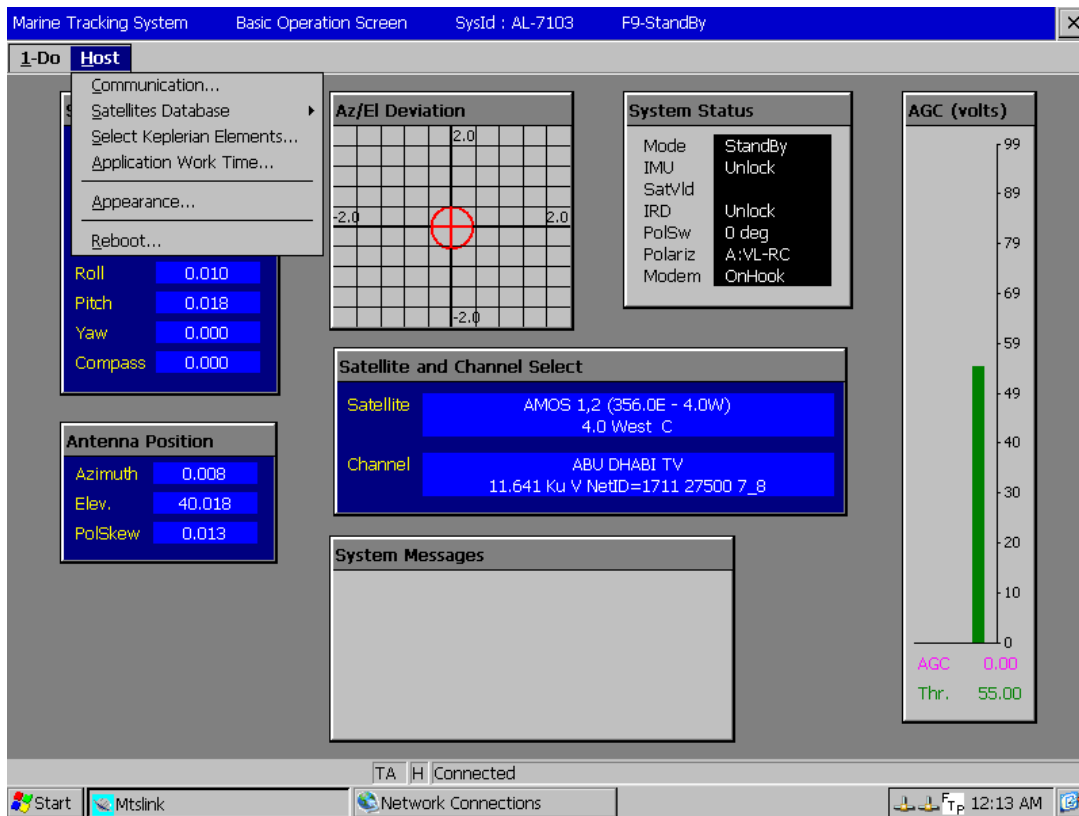 Marine Tracking System Basic Operation Screen SysId : AL-7103 F9-StandBy
1-Do Host
Communication...
Satellites Database
Select Keplerian Elements...
Application Work Time...
Appearance...
Reboot...
Roll 0.010
Pitch 0.018
Yaw 0.000
Compass 0.000
Antenna Position
Azimuth 0.008
Elev. 40.018
PolSkew 0.013
Az/El Deviation
2.0
-2.0 2.0
-2.0
System Status
Mode StandBy
IMU Unlock
SatVld
IRD Unlock
PolSw 0 deg
Polariz A:VL-RC
Modem OnHook
Satellite and Channel Select
Satellite AMOS 1,2 (356.0E - 4.0W)
4.0 West C
Channel ABU DHABI TV
11.641 Ku V NetID=1711 27500 7_8
System Messages
AGC (volts)
99
89
79
69
59
49
40
30
20
10
0
AGC 0.00
Thr. 55.00
TA H Connected
Start Mtslink Network Connections FTP 12:13 AM